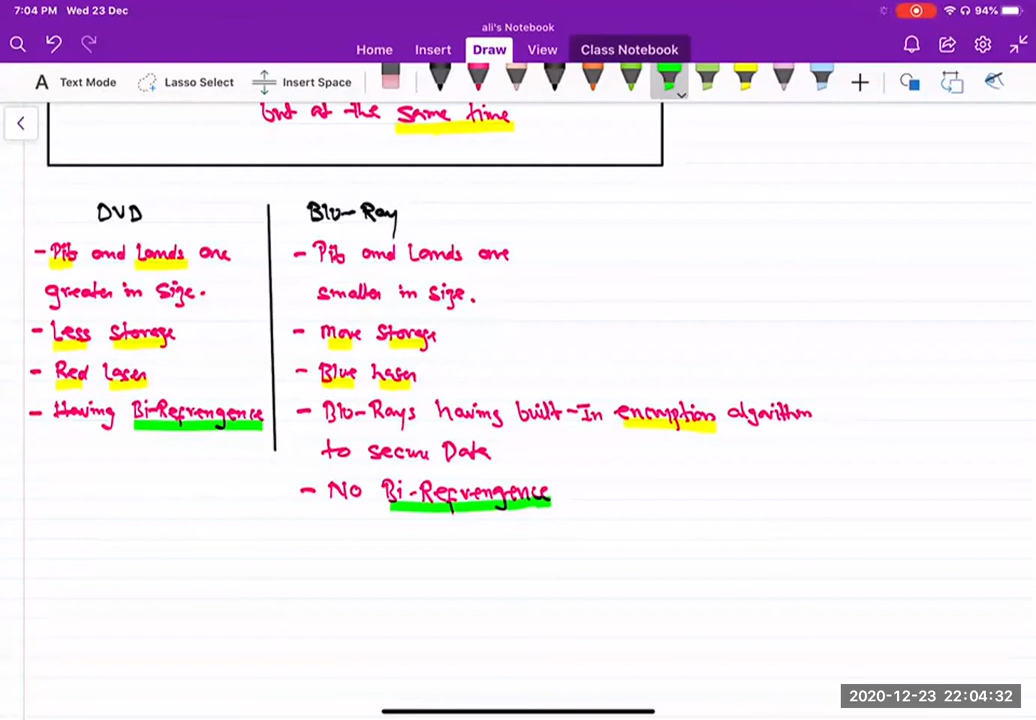 7:04 PM Wed 23 Dec
94%
ali's Notebook
Home Insert Draw View Class Notebook
A Text Mode Lasso Select Insert Space
but at the same time
DVD
- Pits and Lands are
greater in size.
- Less storage
- Red Laser
- Having Bi-Refrengence
Blu-Ray
- Pits and Lands are
smaller in size.
- More storage
- Blue Laser
- Blu-Rays having built-In encryption algorithm
to secure Data
- No Bi-Refrengence
2020-12-23 22:04:32